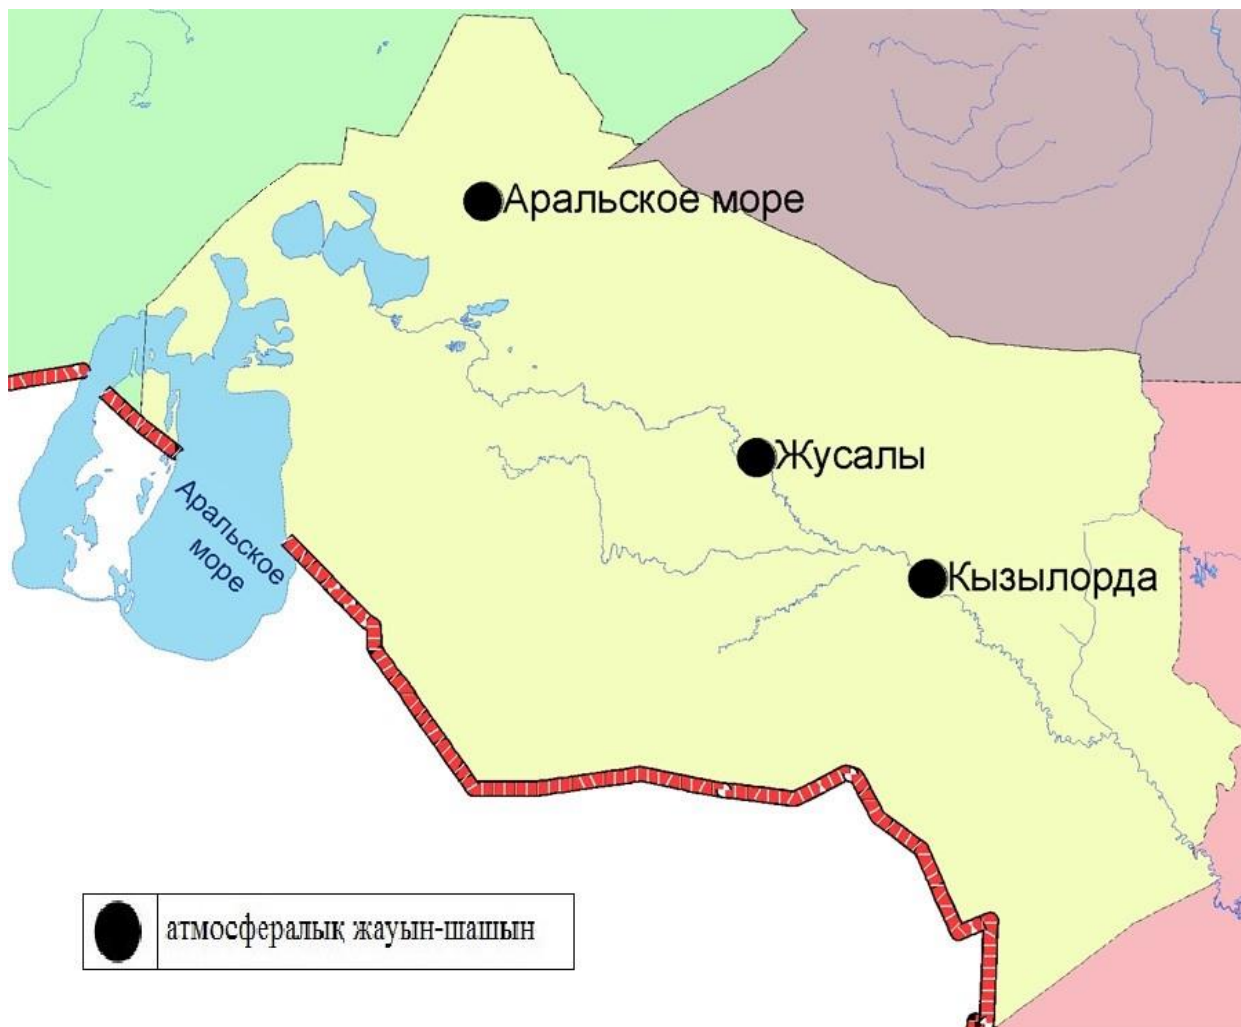 Аральское море
Жусалы
Аральское
море
Кызылорда
атмосфералық жауын-шашын